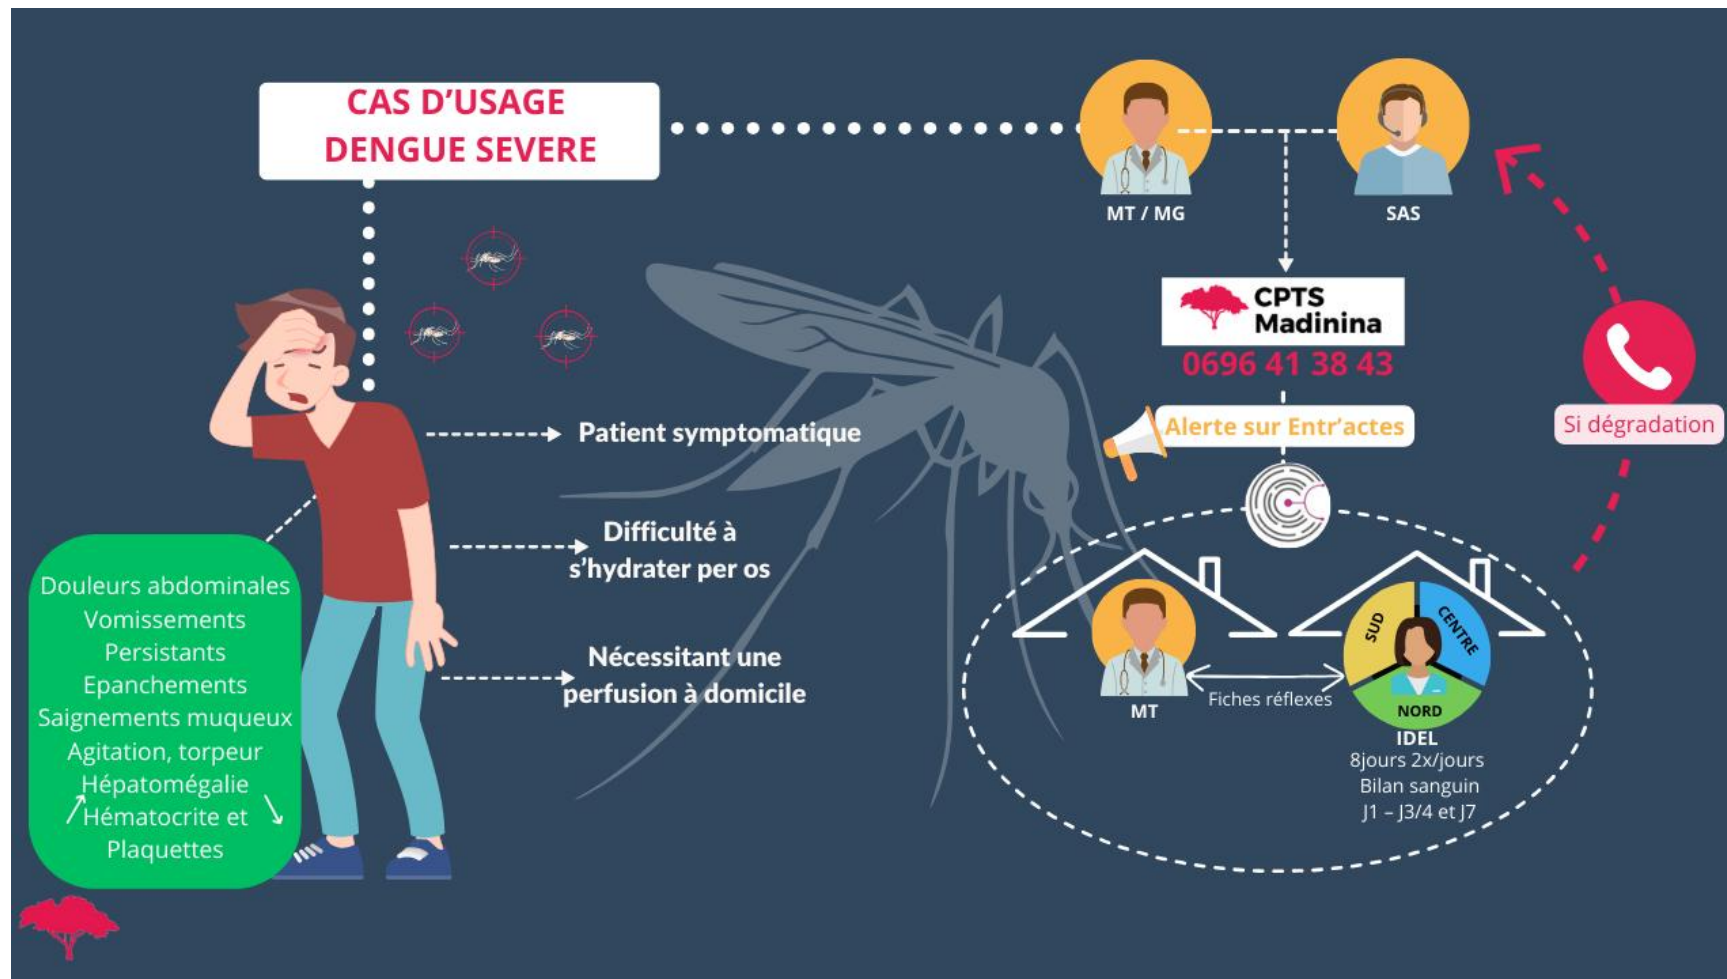 CAS D'USAGE
DENGUE SEVERE
MT / MG
SAS
CPTS
Madinina
0696 41 38 43
Alerte sur Entr'actes
Si dégradation
Patient symptomatique
Difficulté à
s'hydrater per os
Nécessitant une
perfusion à domicile
Douleurs abdominales
Vomissements
Persistants
Epanchements
Saignements muqueux
Agitation, torpeur
Hépatomégalie
Hématocrite et
Plaquettes
MT
Fiches réflexes
SUD
CENTRE
NORD
IDEL
8jours 2x/jours
Bilan sanguin
J1 – J3/4 et J7